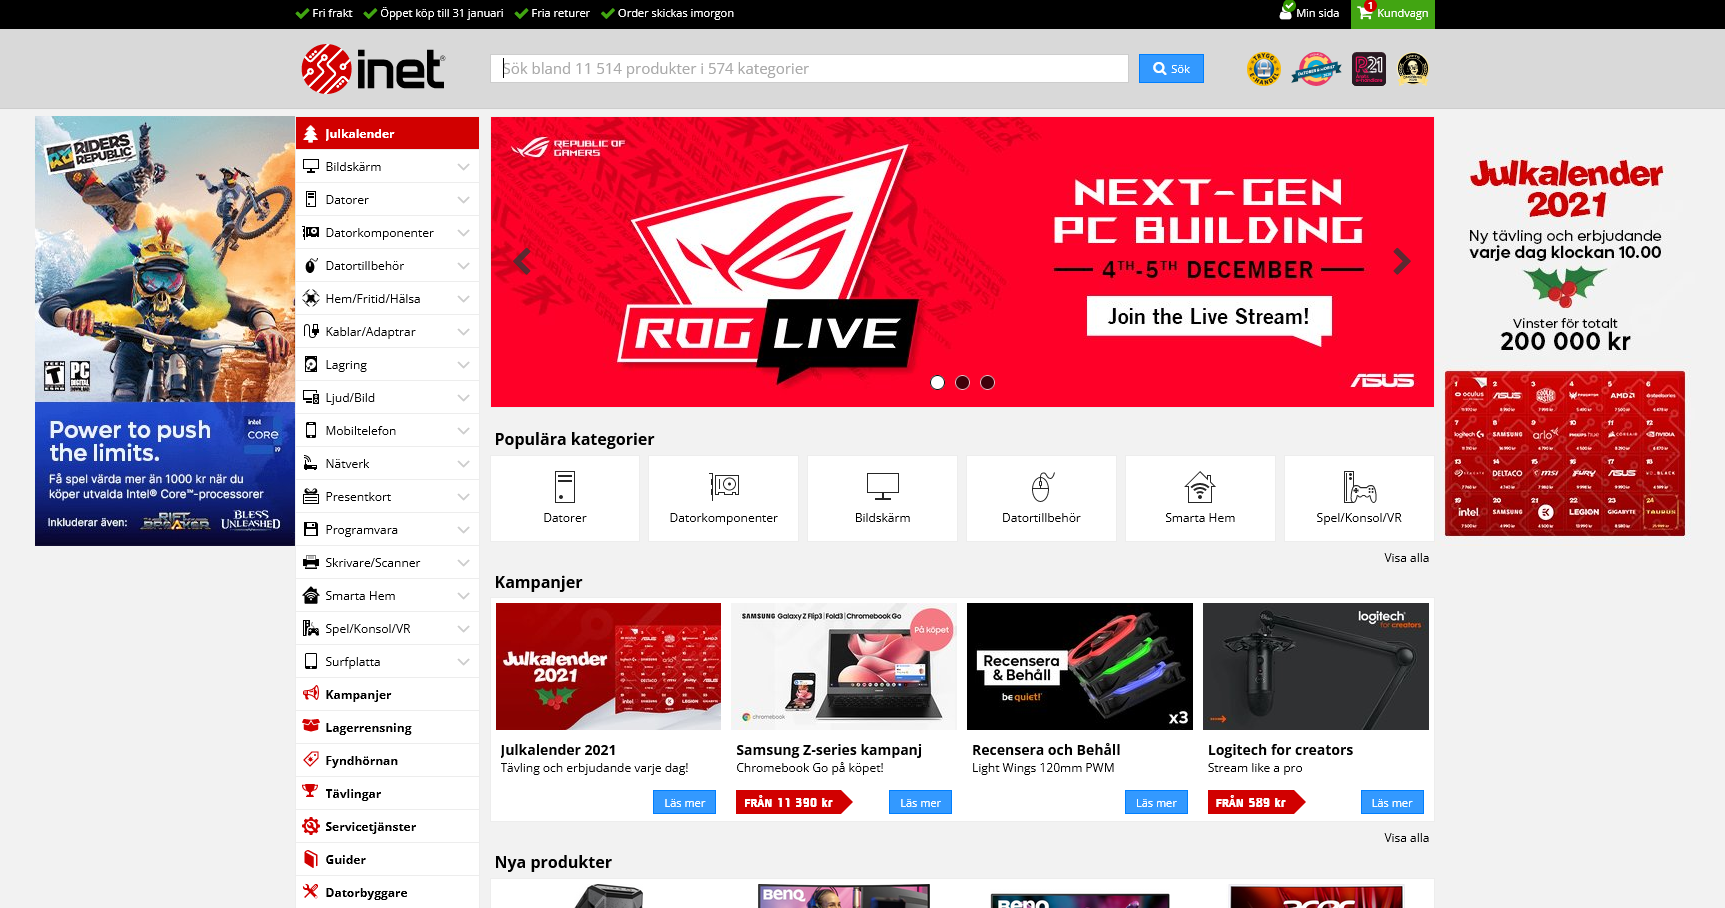 Fri frakt
Öppet köp till 31 januari
Fria returer
Order skickas imorgon
Min sida
1
Kundvagn
inet
Sök bland 11 514 produkter i 574 kategorier
Sök
RIDERS
REPUBLIC
TEEN
PC
Power to push
the limits.
intel
CORE
i9
Få spel värda mer än 1000 kr när du
köper utvalda Intel® Core™-processorer
Inkluderar även:
RIFT
BREAKER
BLESS
UNLEASHED
Julkalender
Bildskärm
Datorer
Datorkomponenter
Datortillbehör
Hem/Fritid/Hälsa
Kablar/Adaptrar
Lagring
Ljud/Bild
Mobiltelefon
Nätverk
Presentkort
Programvara
Skrivare/Scanner
Smarta Hem
Spel/Konsol/VR
Surfplatta
Kampanjer
Lagerrensning
Fyndhörnan
Tävlingar
Servicetjänster
Guider
Datorbyggare
REPUBLIC OF
GAMERS
ROG LIVE
NEXT-GEN
PC BUILDING
4TH-5TH DECEMBER
Join the Live Stream!
ASUS
Julkalender
2021
Ny tävling och erbjudande
varje dag klockan 10.00
Vinster för totalt
200 000 kr
Populära kategorier
Datorer
Datorkomponenter
Bildskärm
Datortillbehör
Smarta Hem
Spel/Konsol/VR
Visa alla
Kampanjer
Julkalender
2021
SAMSUNG Galaxy Z Flip3 | Fold3 | Chromebook Go
På köpet
chromebook
Recensera
& Behåll
be quiet!
x3
logitech
for creators
Julkalender 2021
Tävling och erbjudande varje dag!
Läs mer
Samsung Z-series kampanj
Chromebook Go på köpet!
FRÅN 11 390 kr
Läs mer
Recensera och Behåll
Light Wings 120mm PWM
Läs mer
Logitech for creators
Stream like a pro
FRÅN 589 kr
Läs mer
Visa alla
Nya produkter
BenQ
BenQ
acer